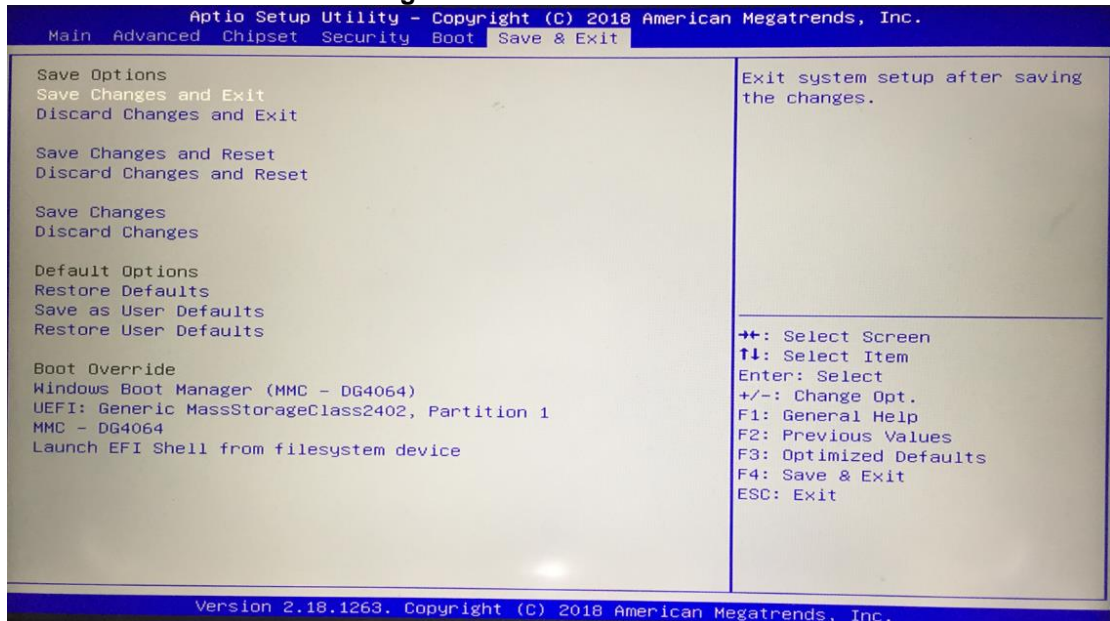 Aptio Setup Utility – Copyright (C) 2018 American Megatrends, Inc.
Main Advanced Chipset Security Boot Save & Exit
Save Options
Save Changes and Exit
Discard Changes and Exit
Save Changes and Reset
Discard Changes and Reset
Save Changes
Discard Changes
Default Options
Restore Defaults
Save as User Defaults
Restore User Defaults
Boot Override
Windows Boot Manager (MMC – DG4064)
UEFI: Generic MassStorageClass2402, Partition 1
MMC – DG4064
Launch EFI Shell from filesystem device
Exit system setup after saving
the changes.
→←: Select Screen
↑↓: Select Item
Enter: Select
+/-: Change Opt.
F1: General Help
F2: Previous Values
F3: Optimized Defaults
F4: Save & Exit
ESC: Exit
Version 2.18.1263. Copyright (C) 2018 American Megatrends, Inc.